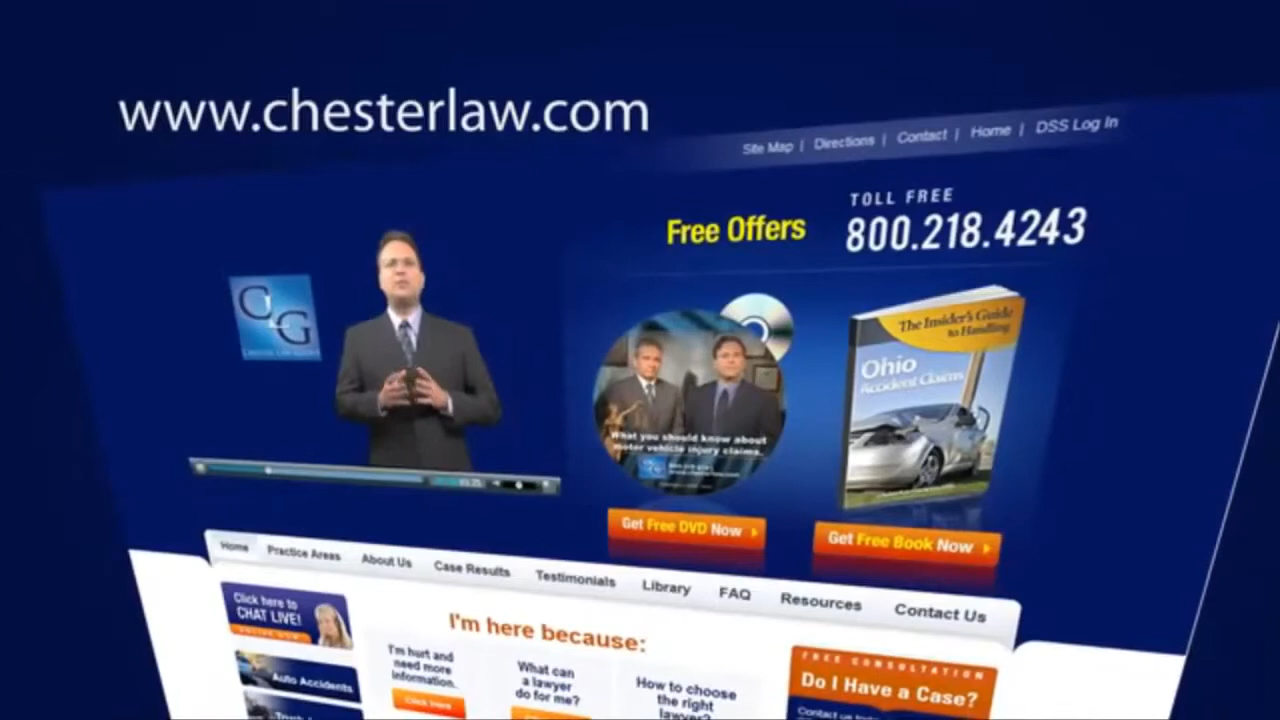 www.chesterlaw.com
Site Map | Directions | Contact | Home | DSS Log In
TOLL FREE
Free Offers
800.218.4243
CLG
The Insider's Guide
to Handling
Ohio
Accident Claims
What you should know about
motor vehicle injury claims.
Get Free DVD Now
Get Free Book Now
Home
Practice Areas
About Us
Case Results
Testimonials
Library
FAQ
Resources
Contact Us
Click here to
CHAT LIVE!
I'm here because:
I'm hurt and
need more
information.
Click here
What can
a lawyer
do for me?
How to choose
the right
lawyer?
FREE CONSULTATION
Do I Have a Case?
Auto Accidents